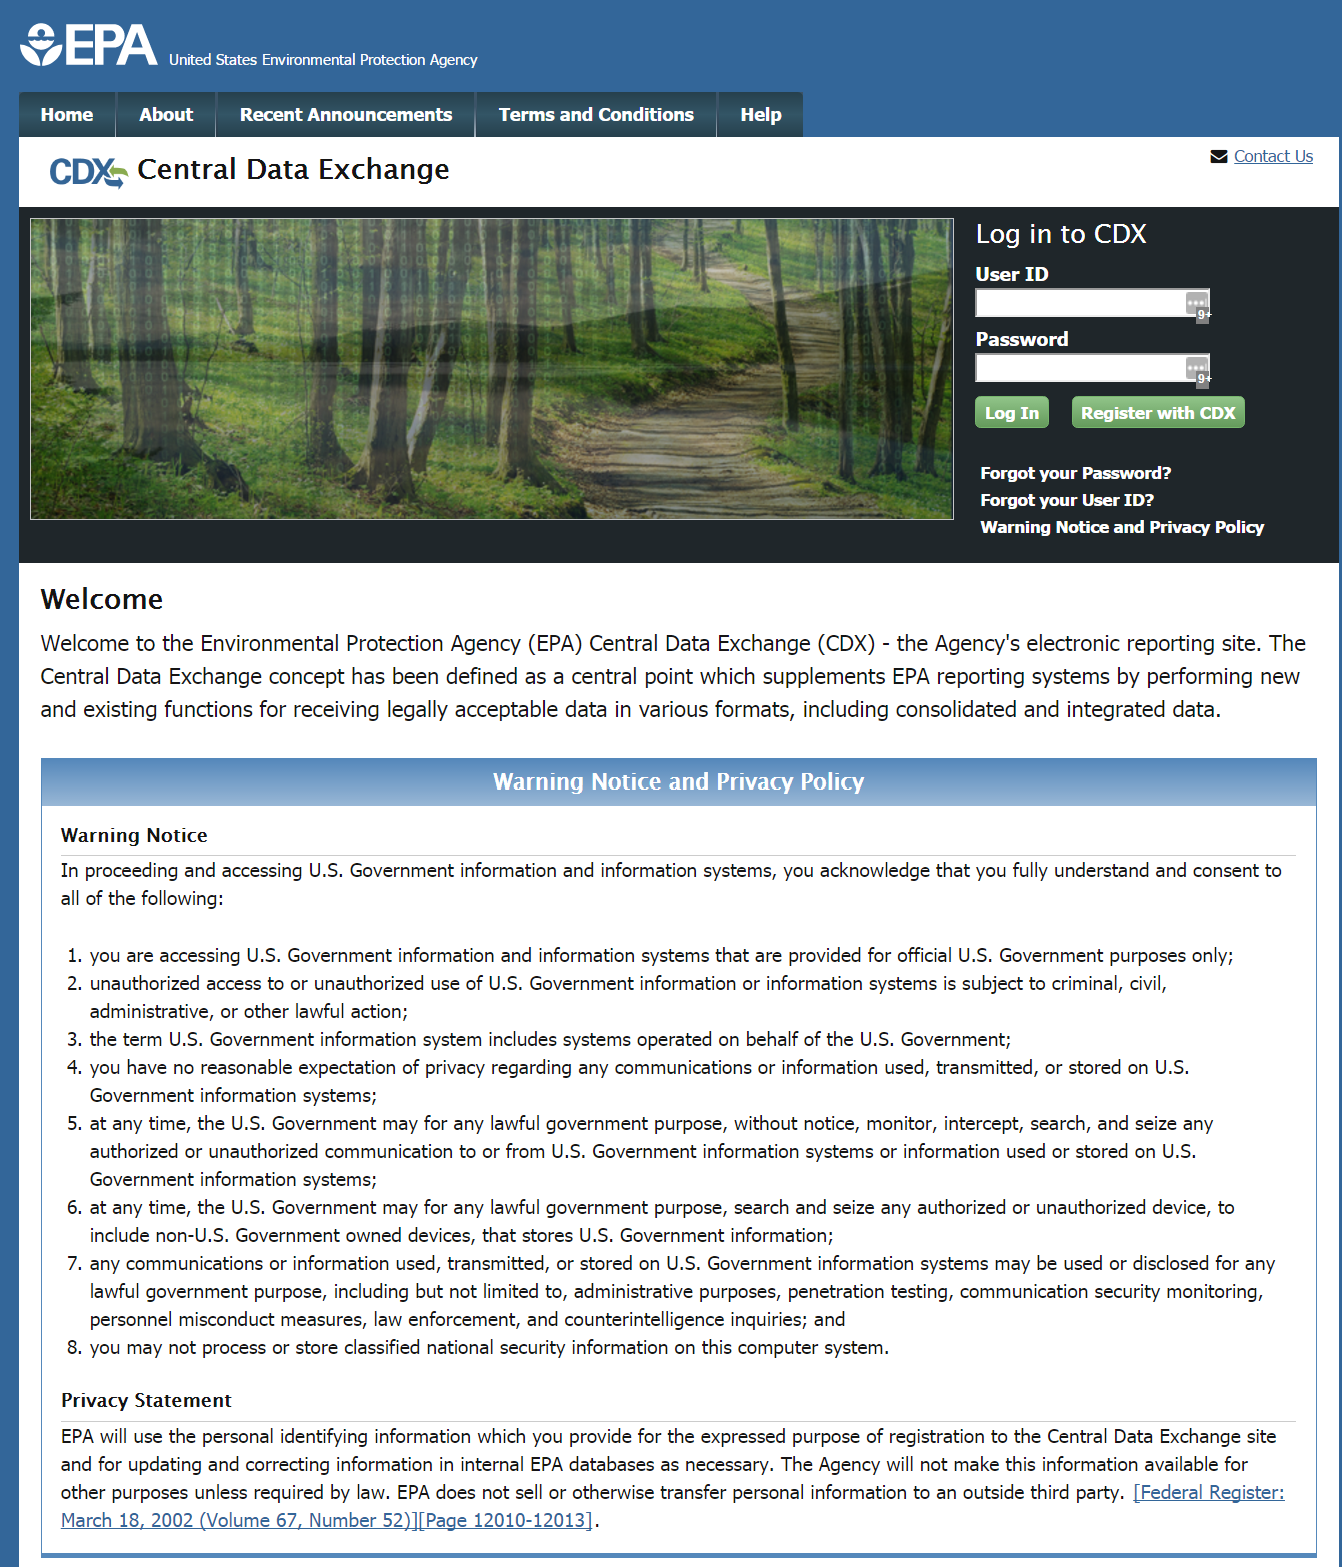 EPA United States Environmental Protection Agency
Home About Recent Announcements Terms and Conditions Help
CDX Central Data Exchange
Contact Us
Log in to CDX
User ID
9+
Password
9+
Log In Register with CDX
Forgot your Password?
Forgot your User ID?
Warning Notice and Privacy Policy
Welcome
Welcome to the Environmental Protection Agency (EPA) Central Data Exchange (CDX) - the Agency's electronic reporting site. The
Central Data Exchange concept has been defined as a central point which supplements EPA reporting systems by performing new
and existing functions for receiving legally acceptable data in various formats, including consolidated and integrated data.
Warning Notice and Privacy Policy
Warning Notice
In proceeding and accessing U.S. Government information and information systems, you acknowledge that you fully understand and consent to
all of the following:
1. you are accessing U.S. Government information and information systems that are provided for official U.S. Government purposes only;
2. unauthorized access to or unauthorized use of U.S. Government information or information systems is subject to criminal, civil,
administrative, or other lawful action;
3. the term U.S. Government information system includes systems operated on behalf of the U.S. Government;
4. you have no reasonable expectation of privacy regarding any communications or information used, transmitted, or stored on U.S.
Government information systems;
5. at any time, the U.S. Government may for any lawful government purpose, without notice, monitor, intercept, search, and seize any
authorized or unauthorized communication to or from U.S. Government information systems or information used or stored on U.S.
Government information systems;
6. at any time, the U.S. Government may for any lawful government purpose, search and seize any authorized or unauthorized device, to
include non-U.S. Government owned devices, that stores U.S. Government information;
7. any communications or information used, transmitted, or stored on U.S. Government information systems may be used or disclosed for any
lawful government purpose, including but not limited to, administrative purposes, penetration testing, communication security monitoring,
personnel misconduct measures, law enforcement, and counterintelligence inquiries; and
8. you may not process or store classified national security information on this computer system.
Privacy Statement
EPA will use the personal identifying information which you provide for the expressed purpose of registration to the Central Data Exchange site
and for updating and correcting information in internal EPA databases as necessary. The Agency will not make this information available for
other purposes unless required by law. EPA does not sell or otherwise transfer personal information to an outside third party. [Federal Register:
March 18, 2002 (Volume 67, Number 52)][Page 12010-12013].